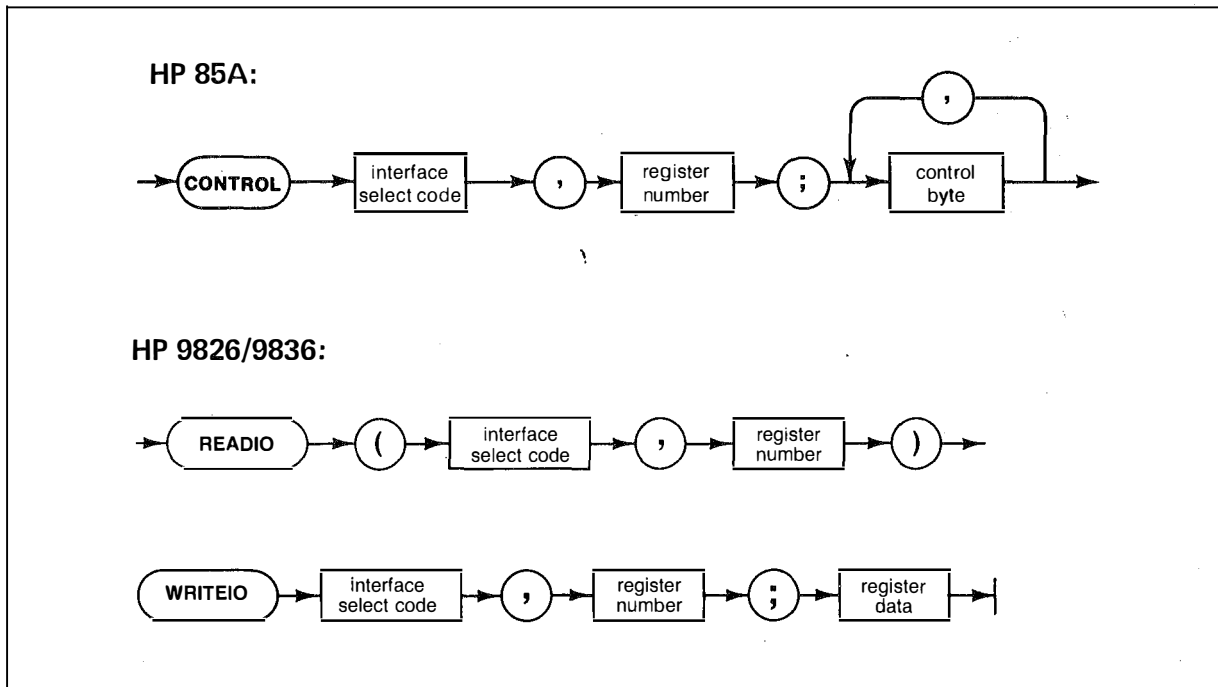 HP 85A:
,
CONTROL
interface
select code
,
register
number
;
control
byte
HP 9826/9836:
READIO
(
interface
select code
,
register
number
)
WRITEIO
interface
select code
,
register
number
;
register
data